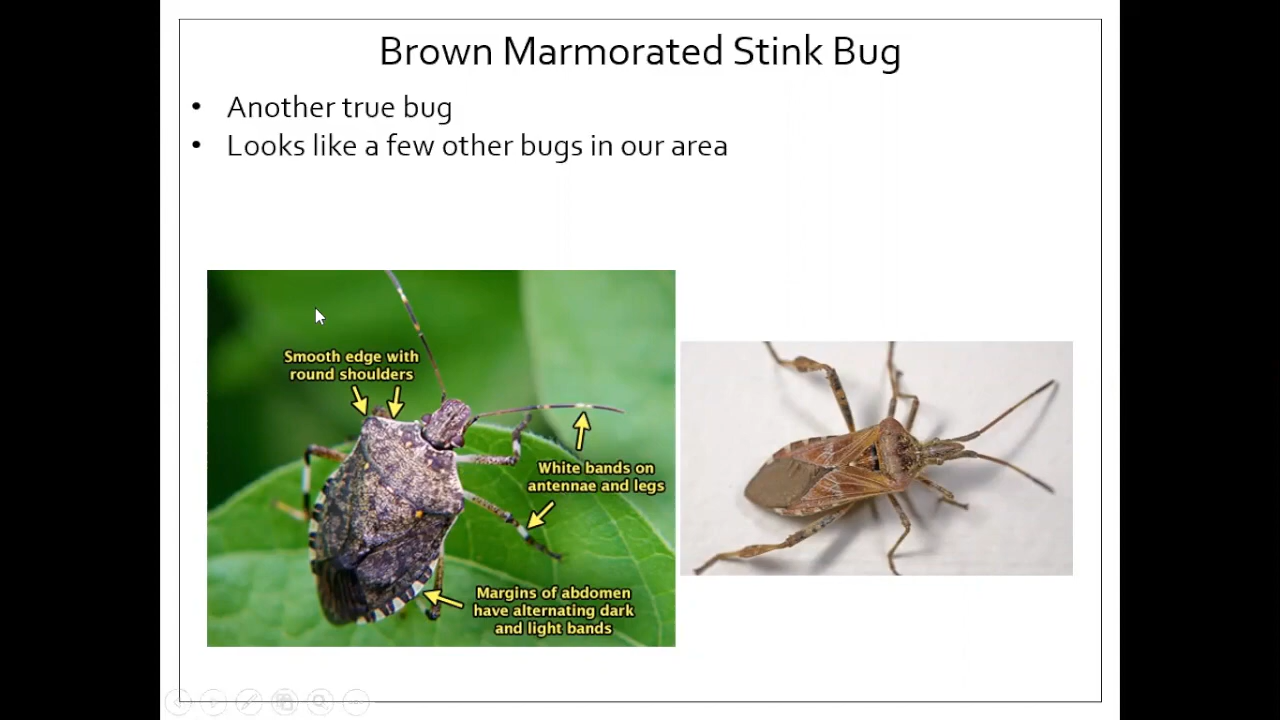 Brown Marmorated Stink Bug
• Another true bug
• Looks like a few other bugs in our area
Smooth edge with
round shoulders
White bands on
antennae and legs
Margins of abdomen
have alternating dark
and light bands